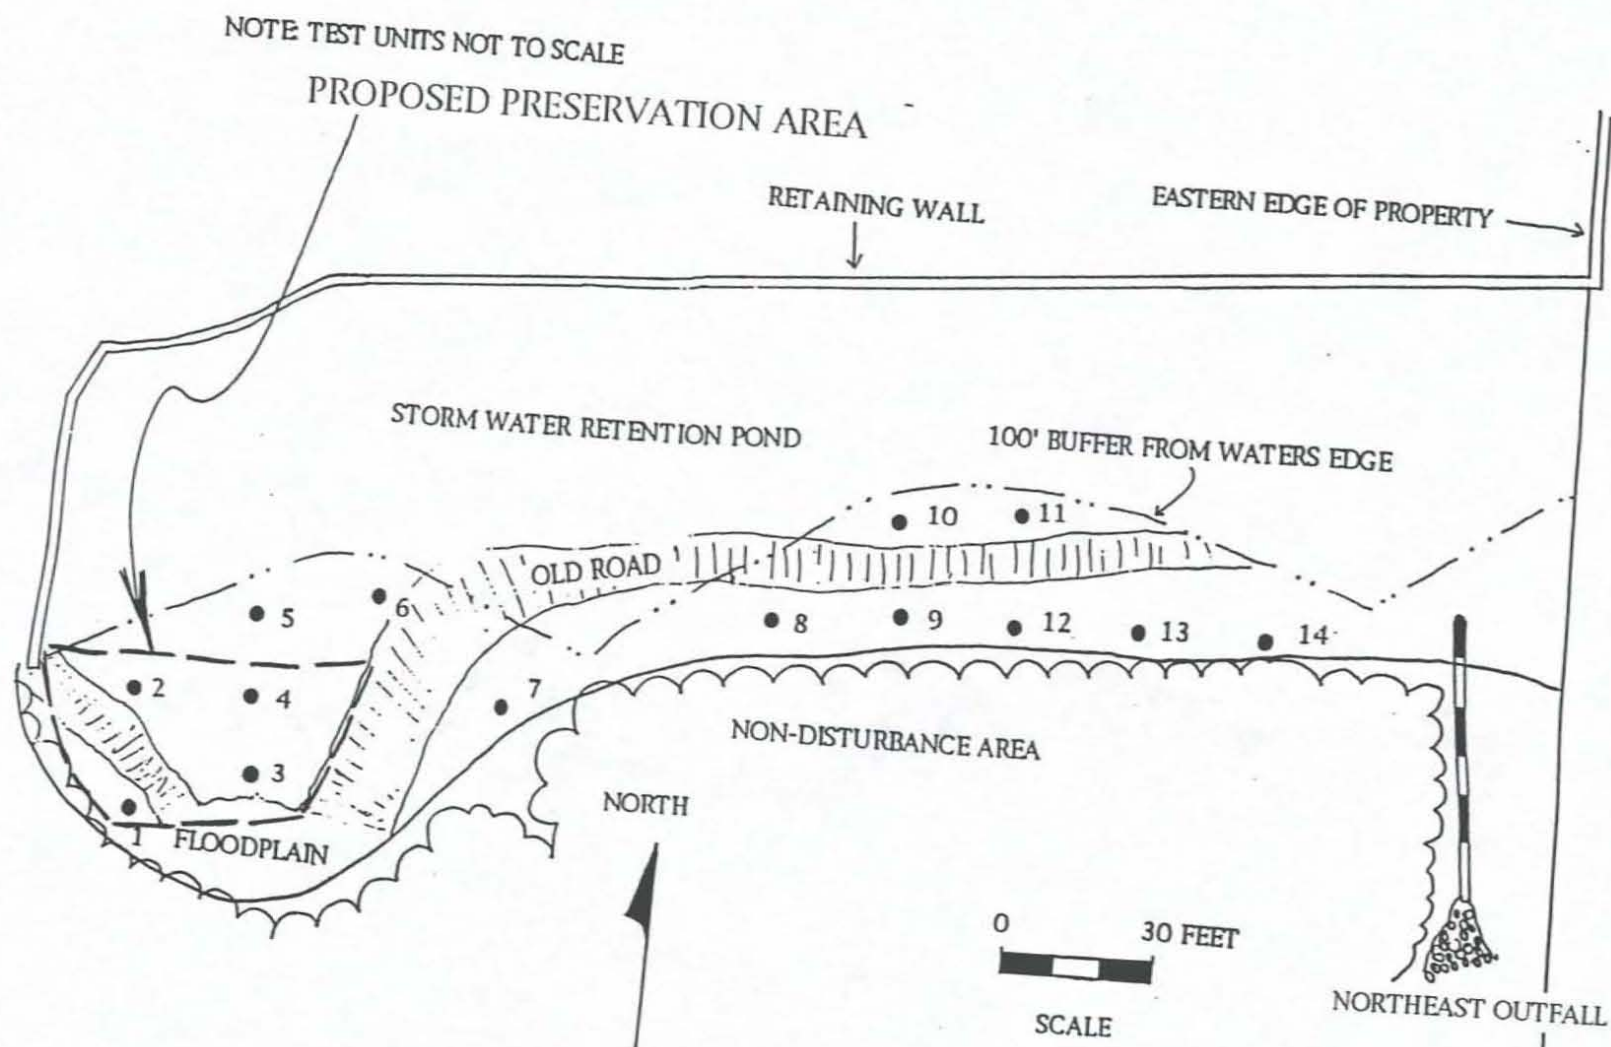 NOTE: TEST UNITS NOT TO SCALE
PROPOSED PRESERVATION AREA
RETAINING WALL
EASTERN EDGE OF PROPERTY
STORM WATER RETENTION POND
100' BUFFER FROM WATERS EDGE
10
11
OLD ROAD
5
6
8
9
12
13
14
2
4
7
3
1
NON-DISTURBANCE AREA
FLOODPLAIN
NORTH
0
30 FEET
SCALE
NORTHEAST OUTFALL